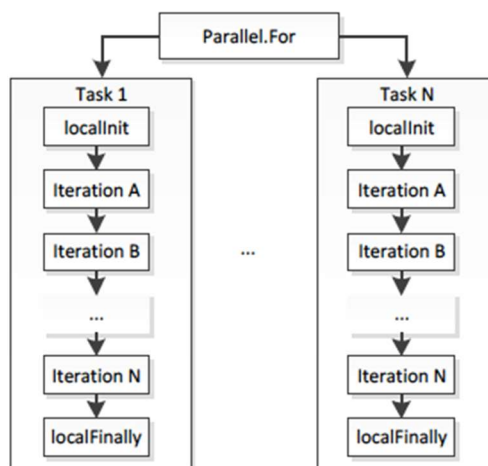 Parallel.For
Task 1
localInit
Iteration A
Iteration B
...
Iteration N
localFinally
...
Task N
localInit
Iteration A
Iteration B
...
Iteration N
localFinally